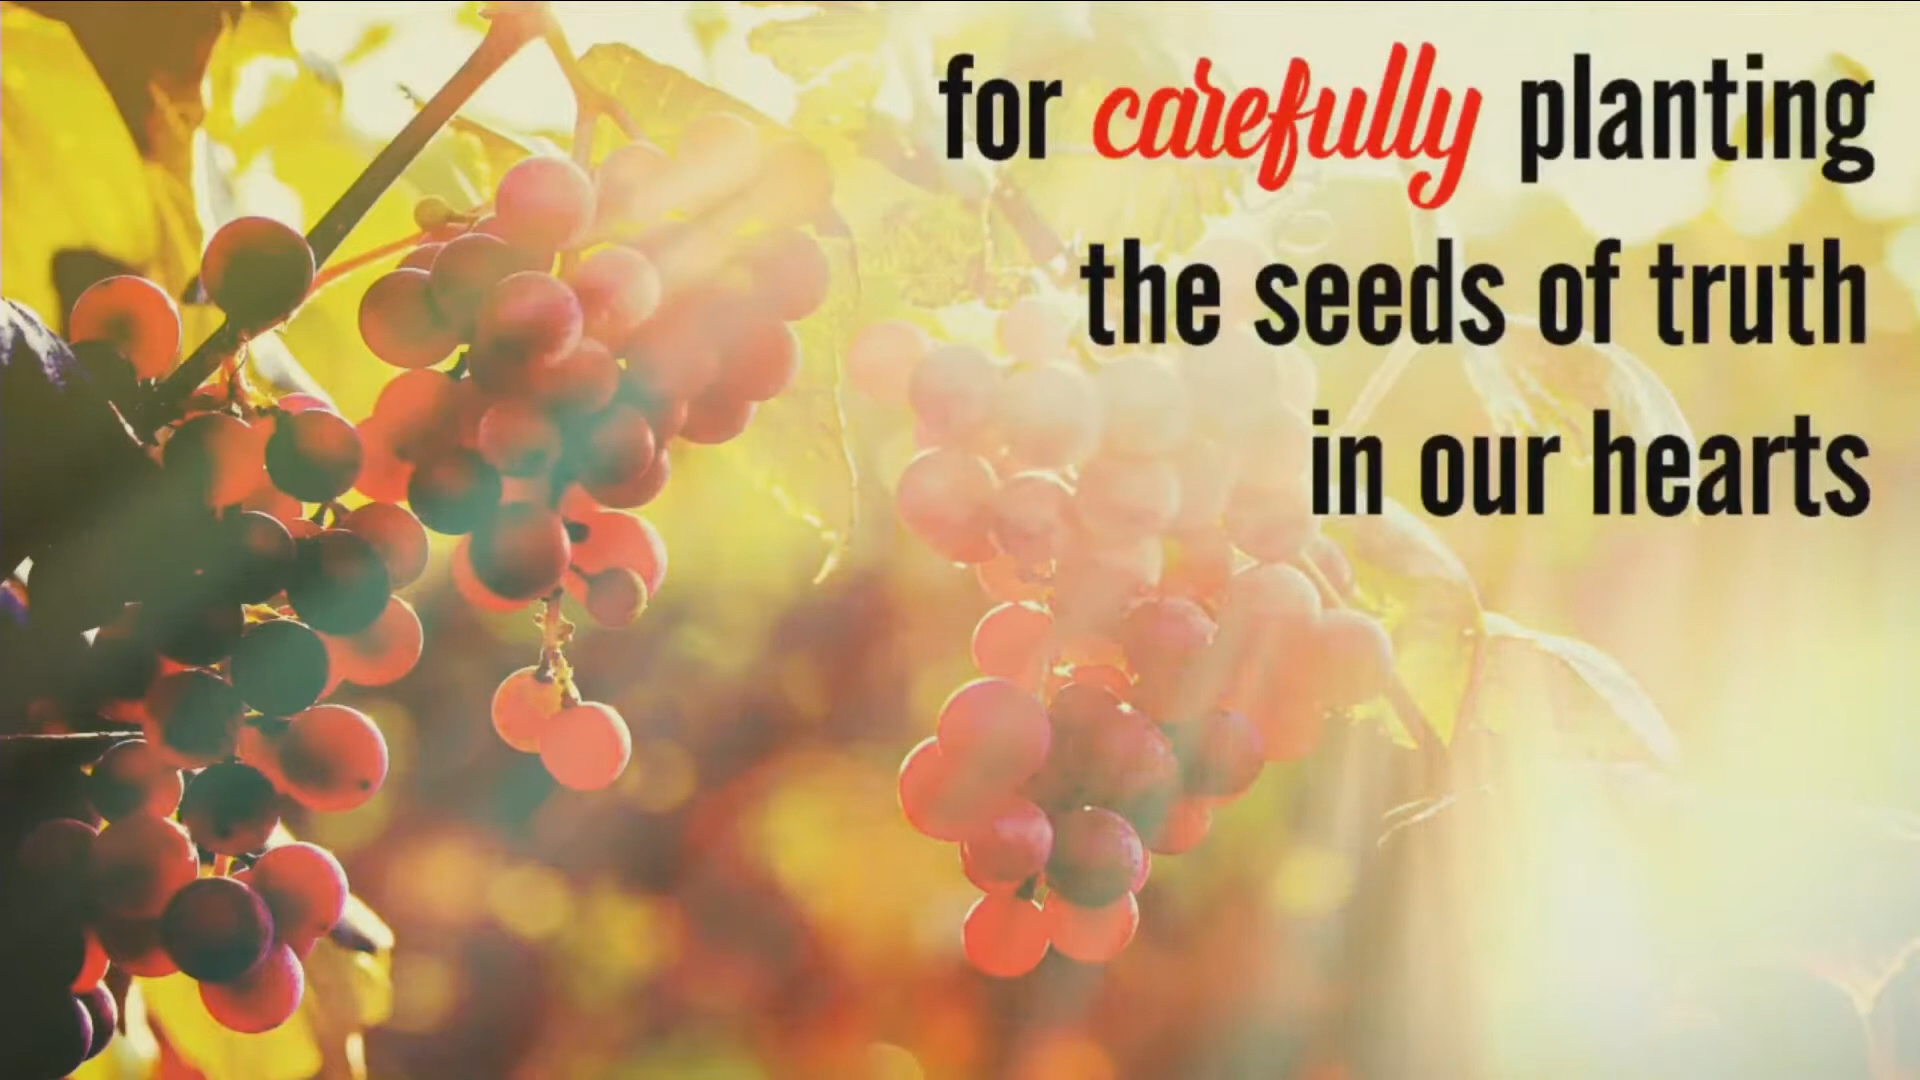 for carefully planting
the seeds of truth
in our hearts